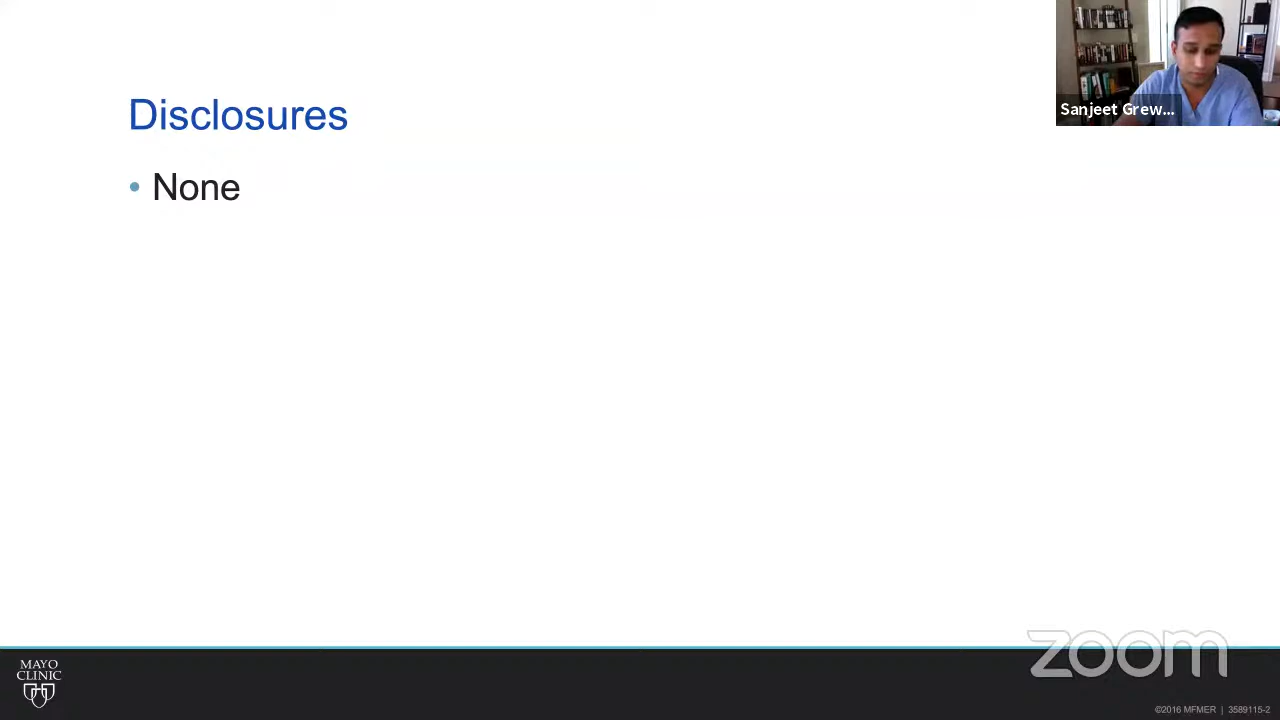 Sanjeet Grew...
Disclosures
• None
MAYO
CLINIC
zoom
©2016 MFMER | 3589115-2